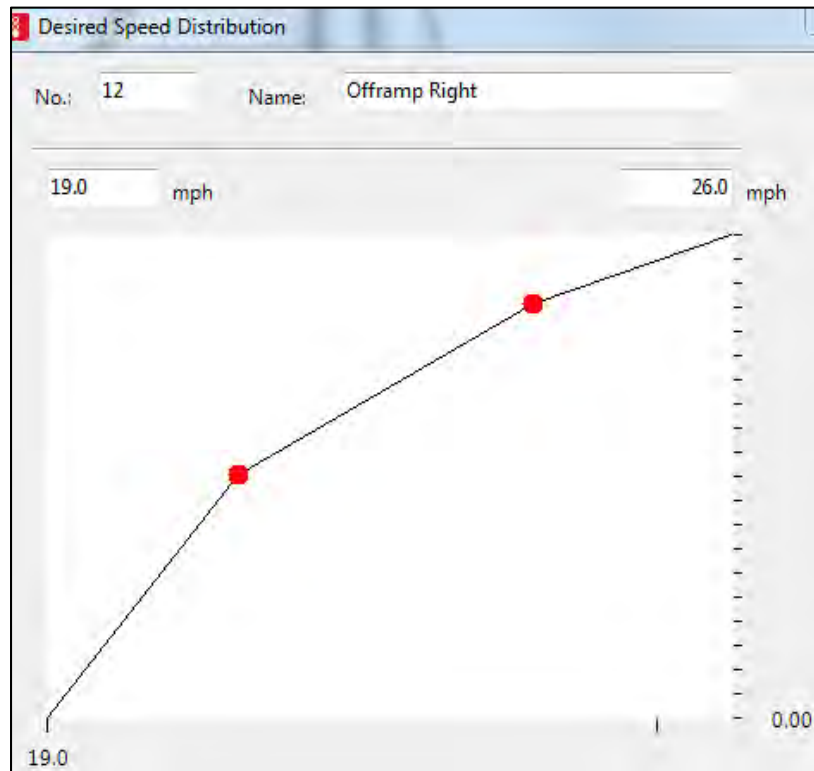 Desired Speed Distribution
No.: 12 Name: Offramp Right
19.0 mph 26.0 mph
0.00
19.0